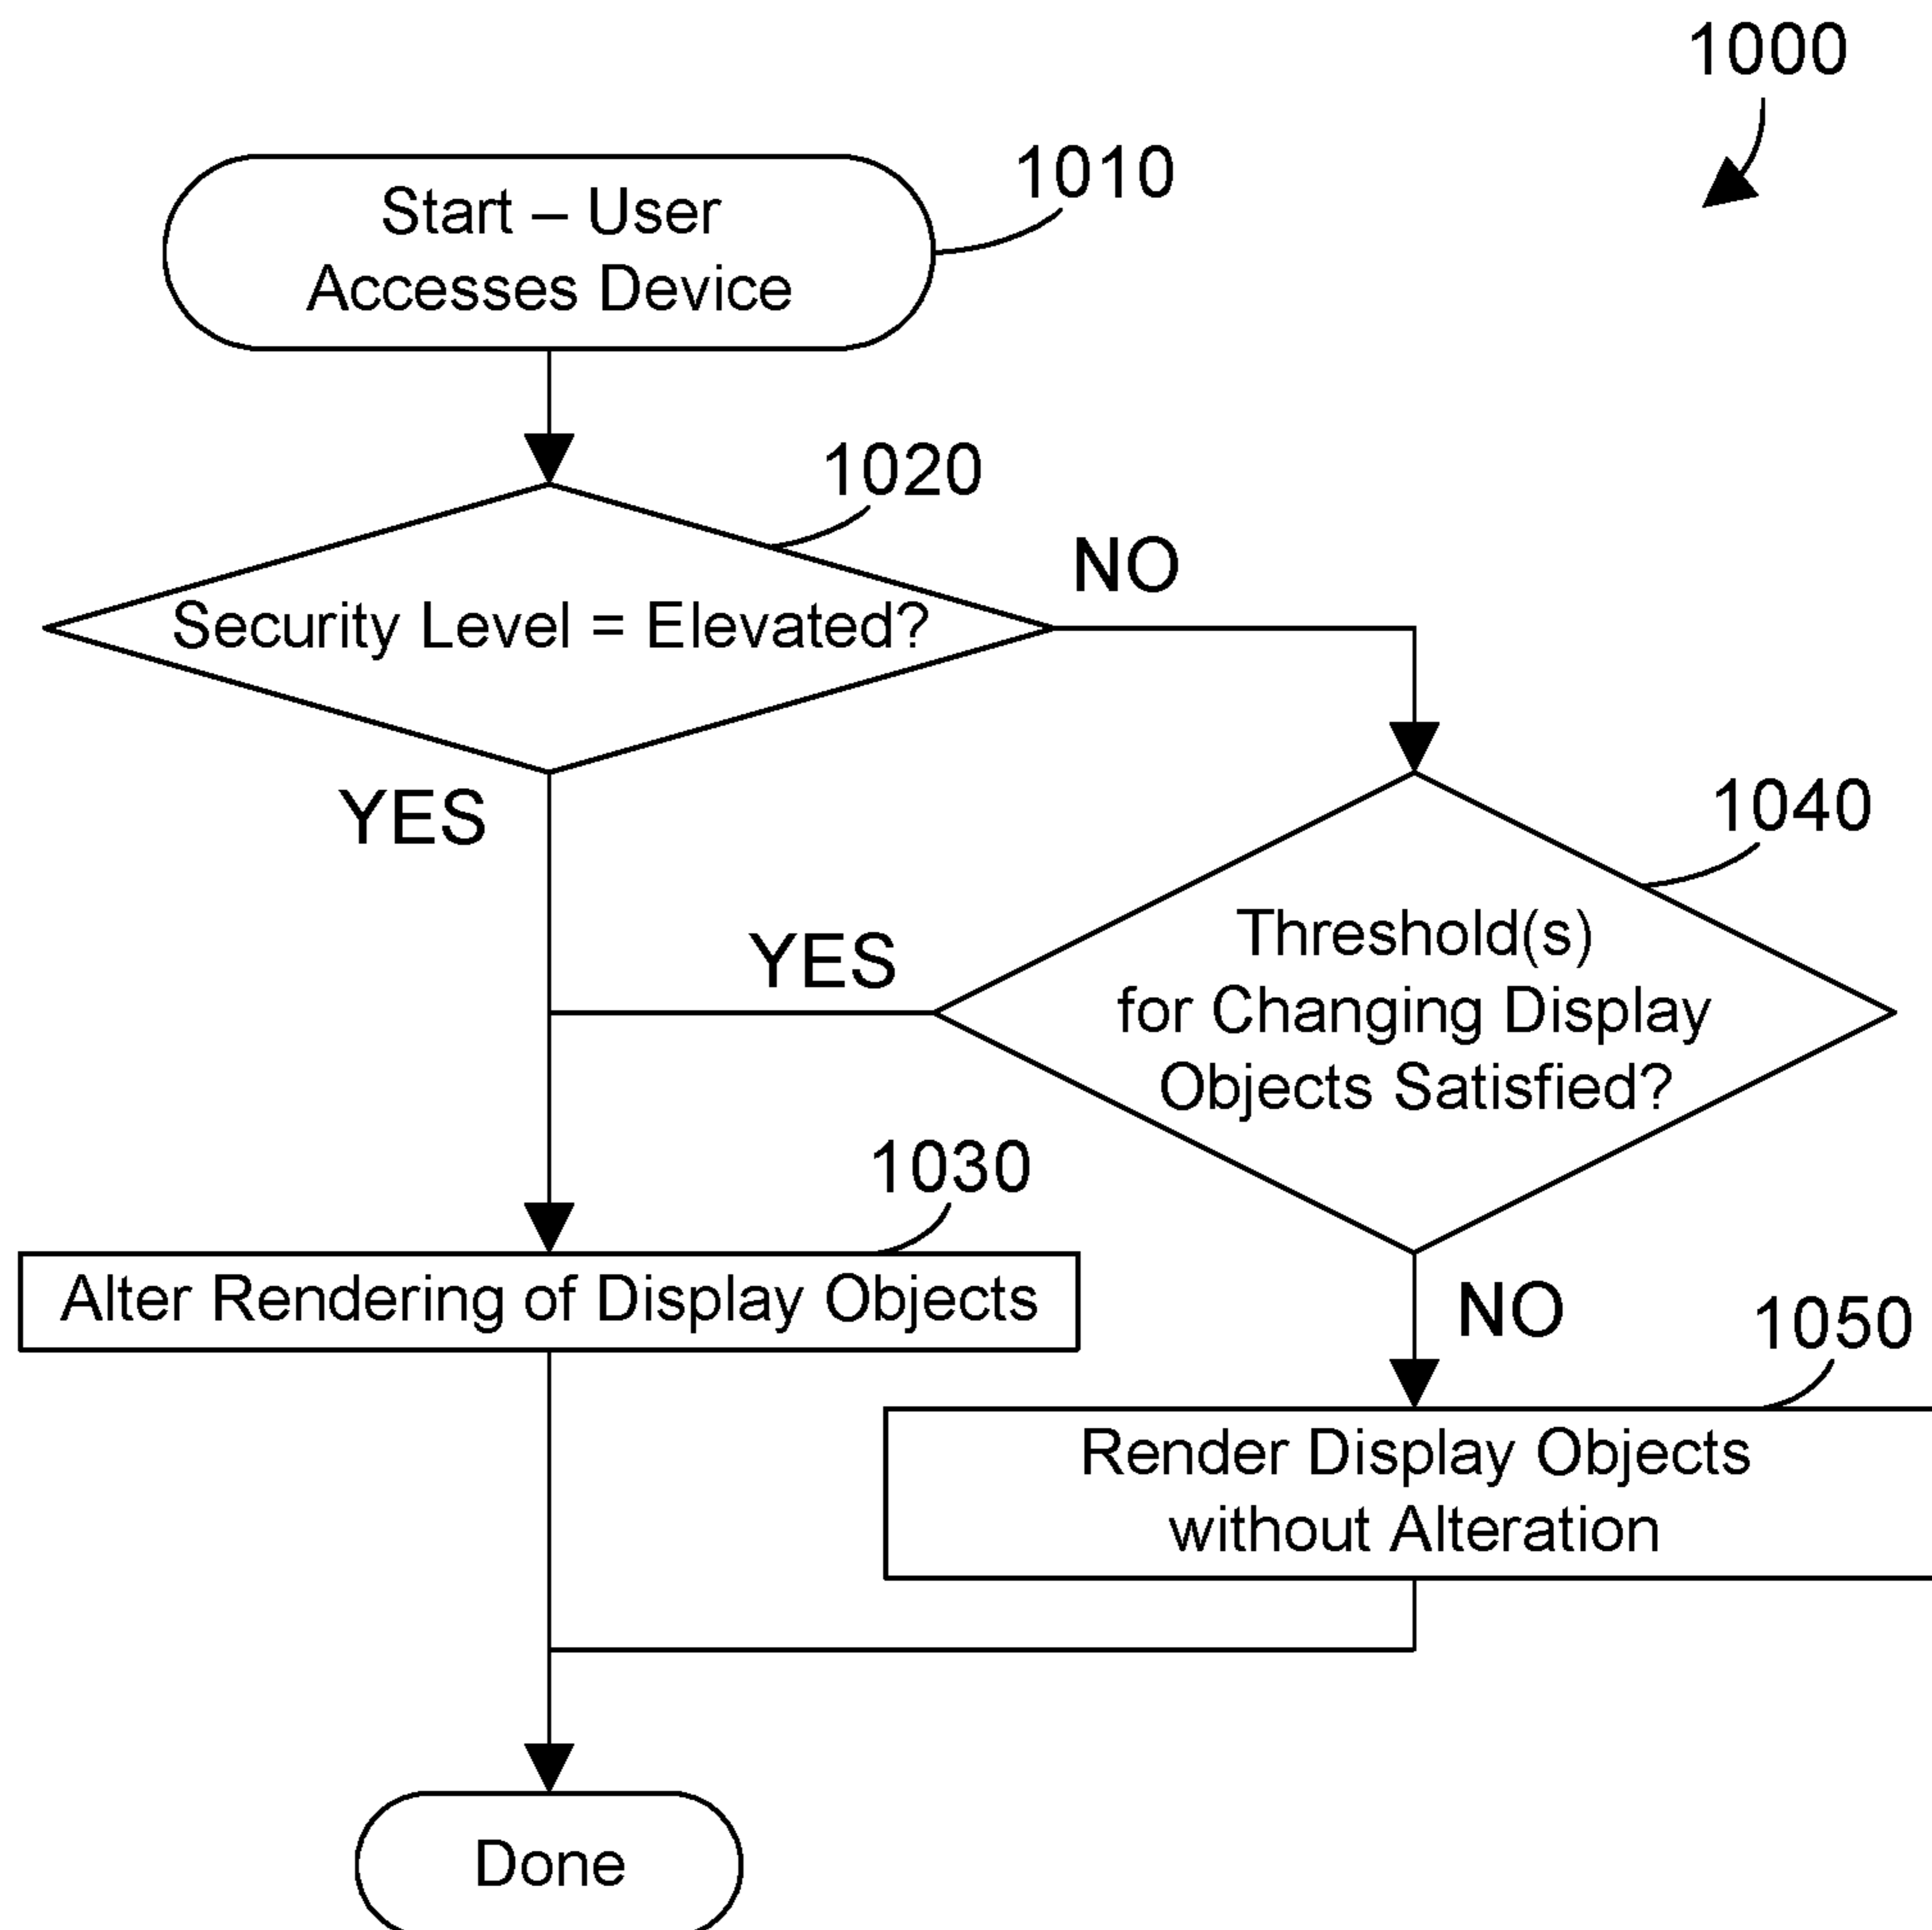 1000
1010
Start – User
Accesses Device
1020
NO
Security Level = Elevated?
YES
1040
Threshold(s)
for Changing Display
Objects Satisfied?
YES
1030
Alter Rendering of Display Objects
NO
1050
Render Display Objects
without Alteration
Done